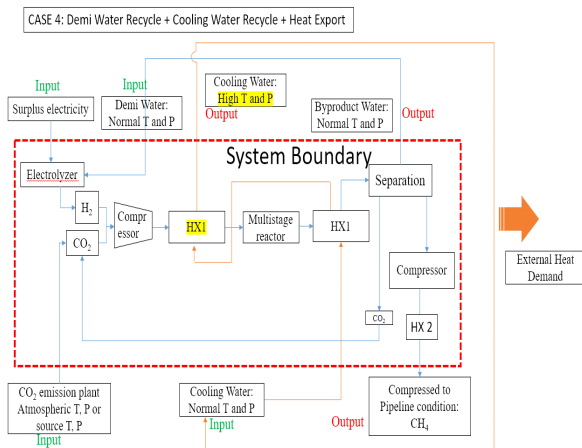 CASE 4: Demi Water Recycle + Cooling Water Recycle + Heat Export
Input
Surplus electricity
Input
Demi Water:
Normal T and P
Cooling Water:
High T and P
Output
Byproduct Water:
Normal T and P
Output
System Boundary
Electrolyzer
H2
CO2
Compr
essor
HX1
Multistage
reactor
HX1
Separation
Compressor
CO2
HX 2
External Heat
Demand
CO2 emission plant
Atmospheric T, P or
source T, P
Input
Cooling Water:
Normal T and P
Input
Output
Compressed to
Pipeline condition:
CH4